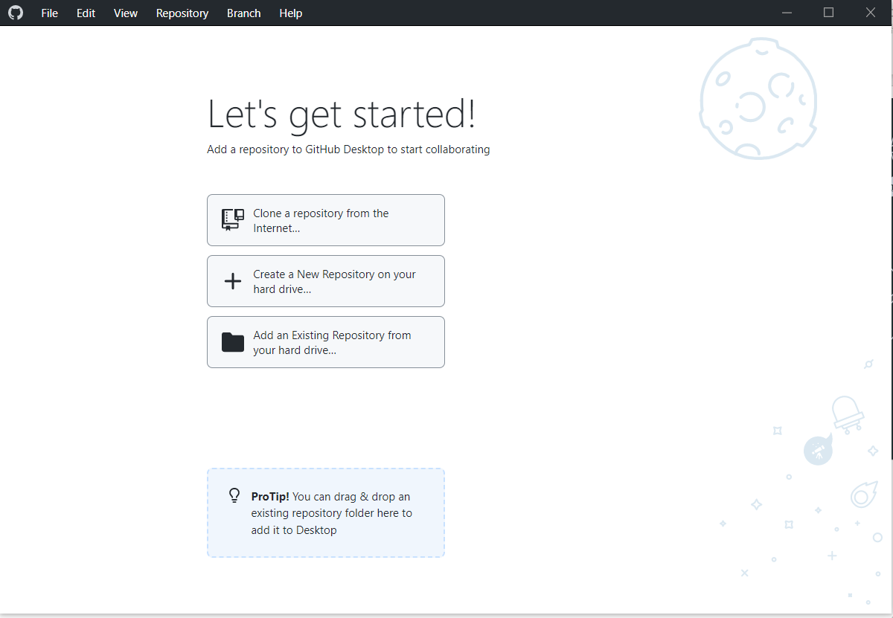 File Edit View Repository Branch Help
Let's get started!
Add a repository to GitHub Desktop to start collaborating
Clone a repository from the
Internet...
Create a New Repository on your
hard drive...
Add an Existing Repository from
your hard drive...
ProTip! You can drag & drop an
existing repository folder here to
add it to Desktop